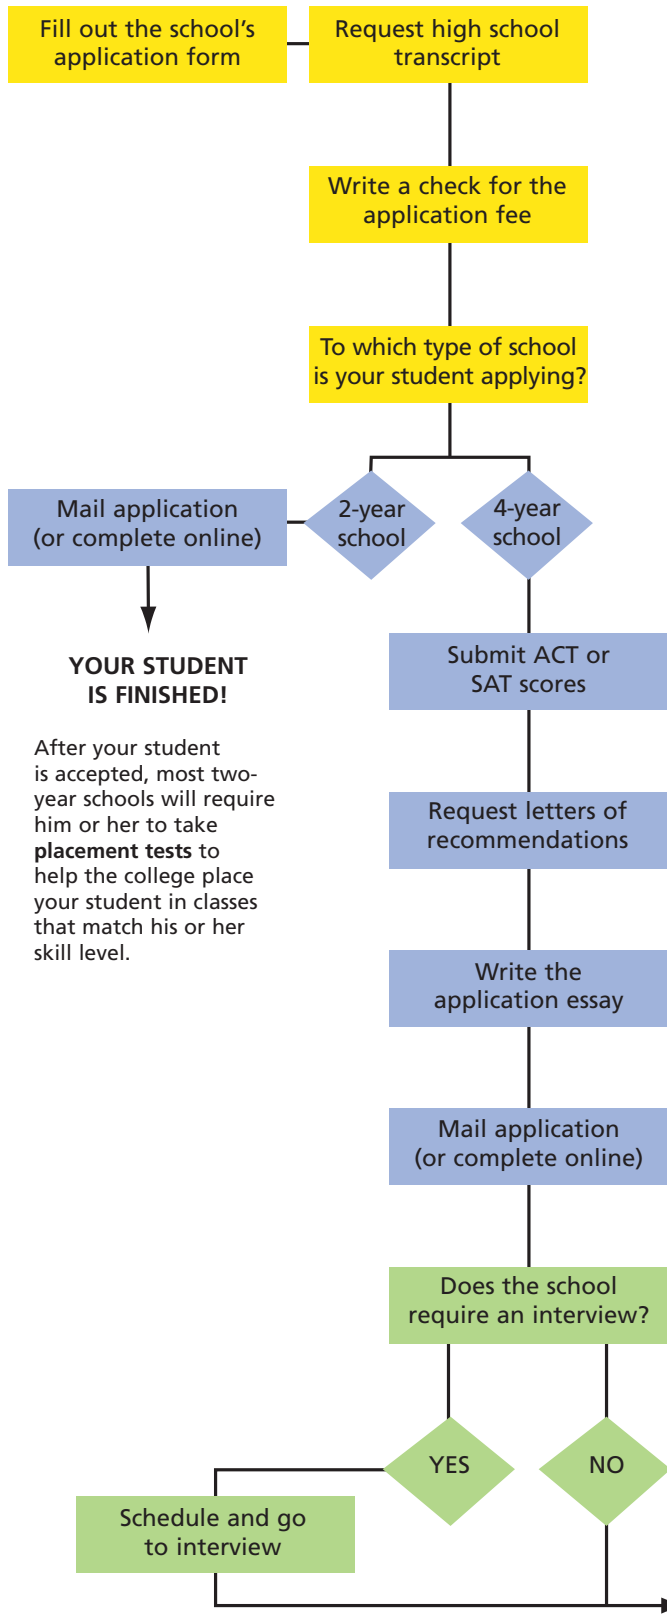 Fill out the school’s
application form
Request high school
transcript
Write a check for the
application fee
To which type of school
is your student applying?
Mail application
(or complete online)
2-year
school
4-year
school
YOUR STUDENT
IS FINISHED!
After your student
is accepted, most two-
year schools will require
him or her to take
placement tests to
help the college place
your student in classes
that match his or her
skill level.
Submit ACT or
SAT scores
Request letters of
recommendations
Write the
application essay
Mail application
(or complete online)
Does the school
require an interview?
YES
NO
Schedule and go
to interview